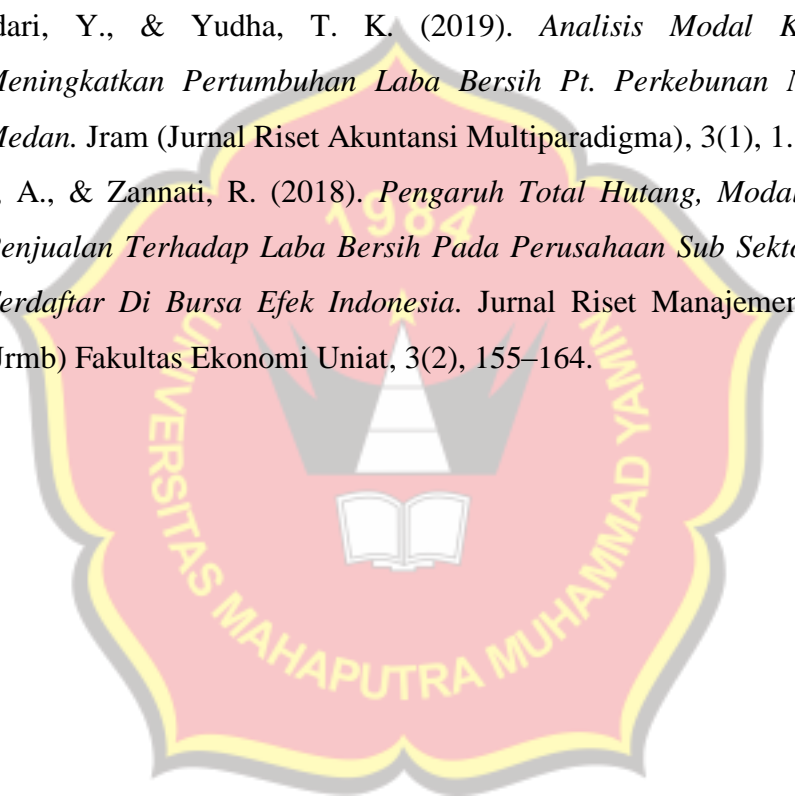 dari, Y., & Yudha, T. K. (2019). Analisis Modal K
Meningkatkan Pertumbuhan Laba Bersih Pt. Perkebunan
Medan. Jram (Jurnal Riset Akuntansi Multiparadigma), 3(1), 1.
, A., & Zannati, R. (2018). Pengaruh Total Hutang, Modal
Penjualan Terhadap Laba Bersih Pada Perusahaan Sub Sekto
Terdaftar Di Bursa Efek Indonesia. Jurnal Riset Manajemen
Jrmb) Fakultas Ekonomi Uniat, 3(2), 155–164.
1984
UNIVERSITAS MAHAPUTRA MUHAMMAD YAMIN